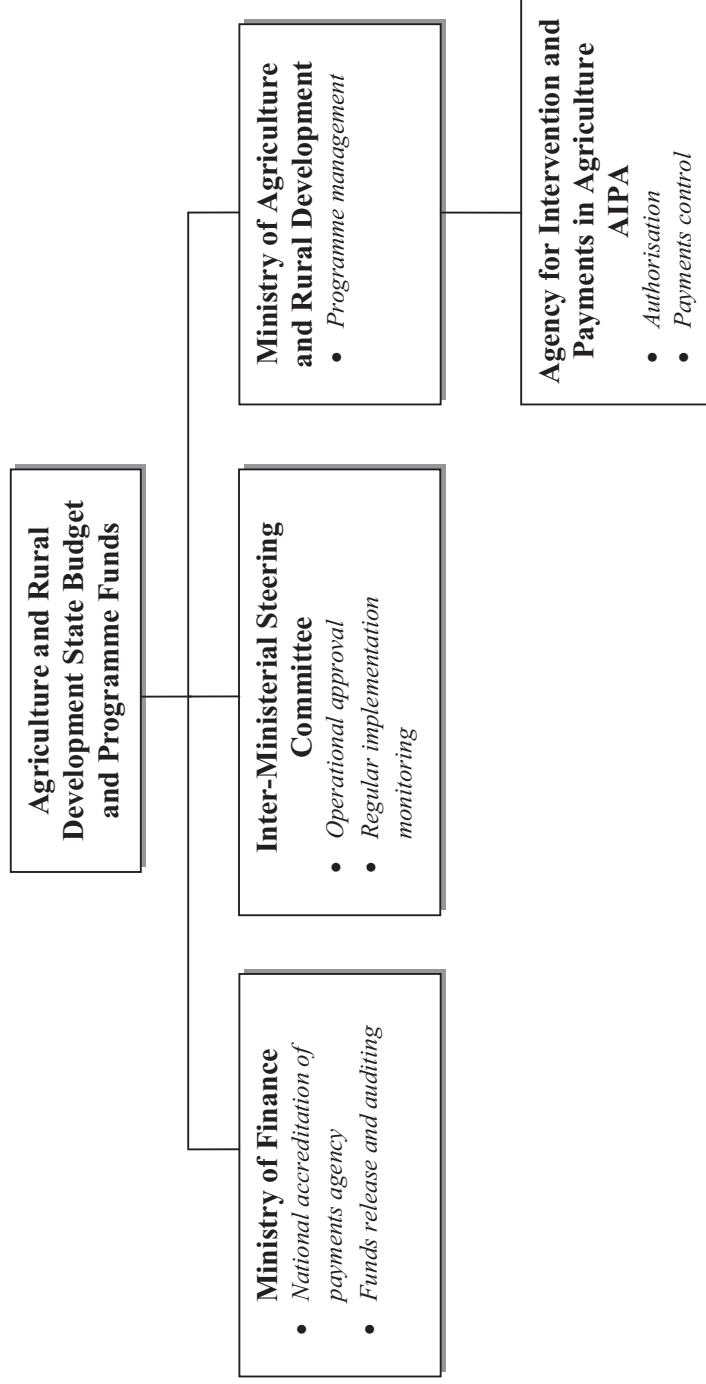 Agriculture and Rural
Development State Budget
and Programme Funds
Ministry of Finance
• National accreditation of
payments agency
• Funds release and auditing
Inter-Ministerial Steering
Committee
• Operational approval
• Regular implementation
monitoring
Ministry of Agriculture
and Rural Development
• Programme management
Agency for Intervention and
Payments in Agriculture
AIPA
• Authorisation
• Payments control